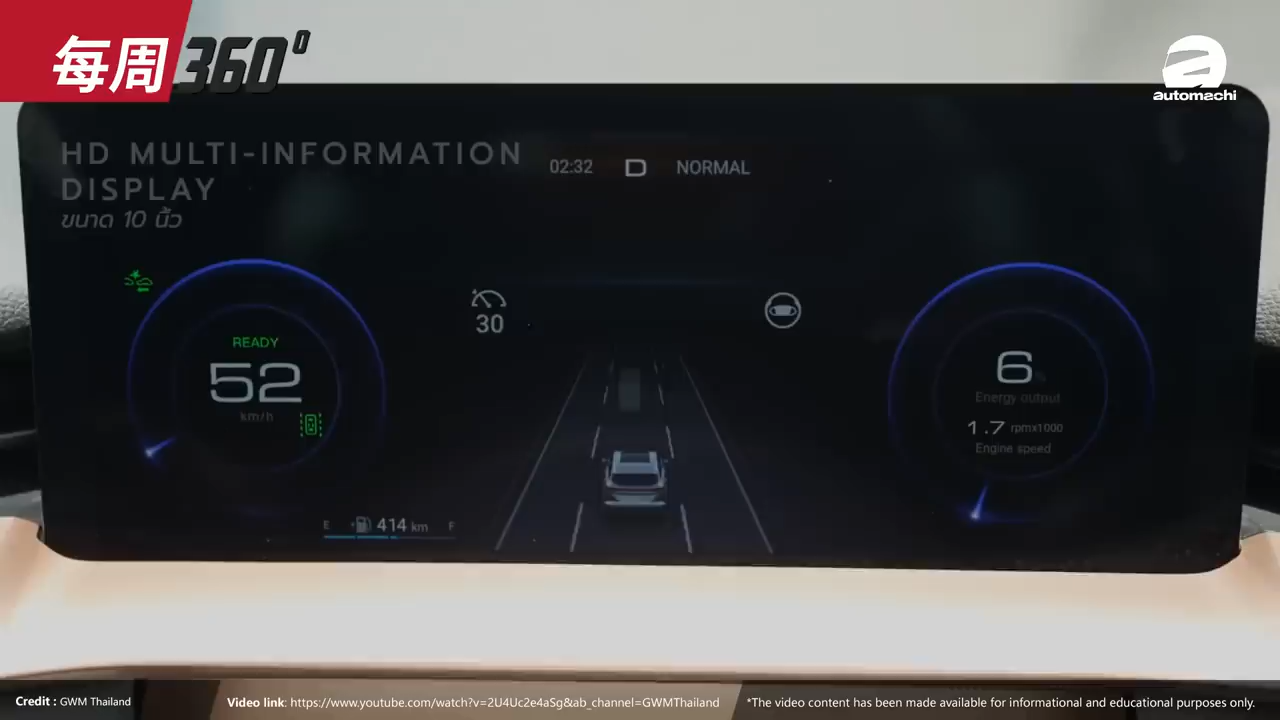 每周360°
automachi
HD MULTI-INFORMATION
DISPLAY
ขนาด 10 นิ้ว
02:32 D NORMAL
30
READY
52
km/h
6
Energy output
1.7 rpmx1000
Engine speed
E 414 km F
Credit : GWM Thailand
Video link: https://www.youtube.com/watch?v=2U4Uc2e4aSg&ab_channel=GWMThailand
*The video content has been made available for informational and educational purposes only.